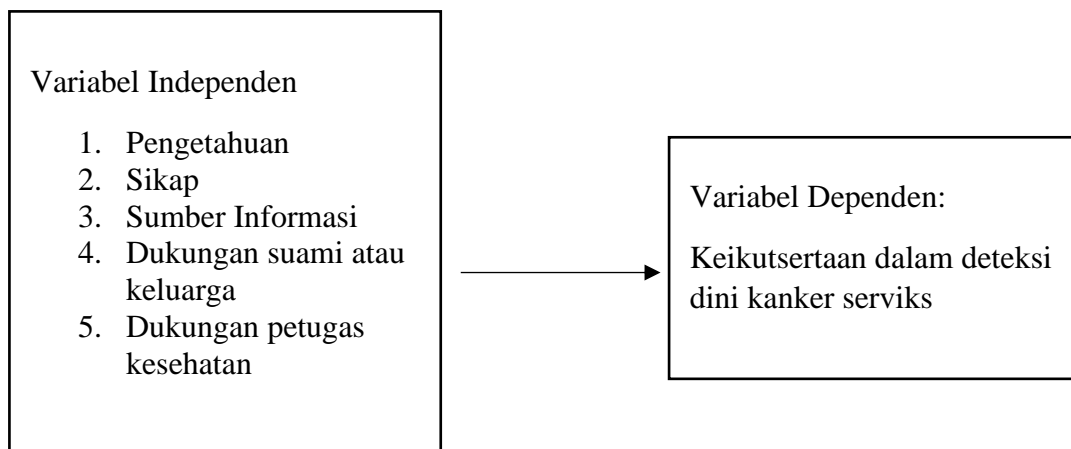 Variabel Independen
1. Pengetahuan
2. Sikap
3. Sumber Informasi
4. Dukungan suami atau
keluarga
5. Dukungan petugas
kesehatan
Variabel Dependen:
Keikutsertaan dalam deteksi
dini kanker serviks